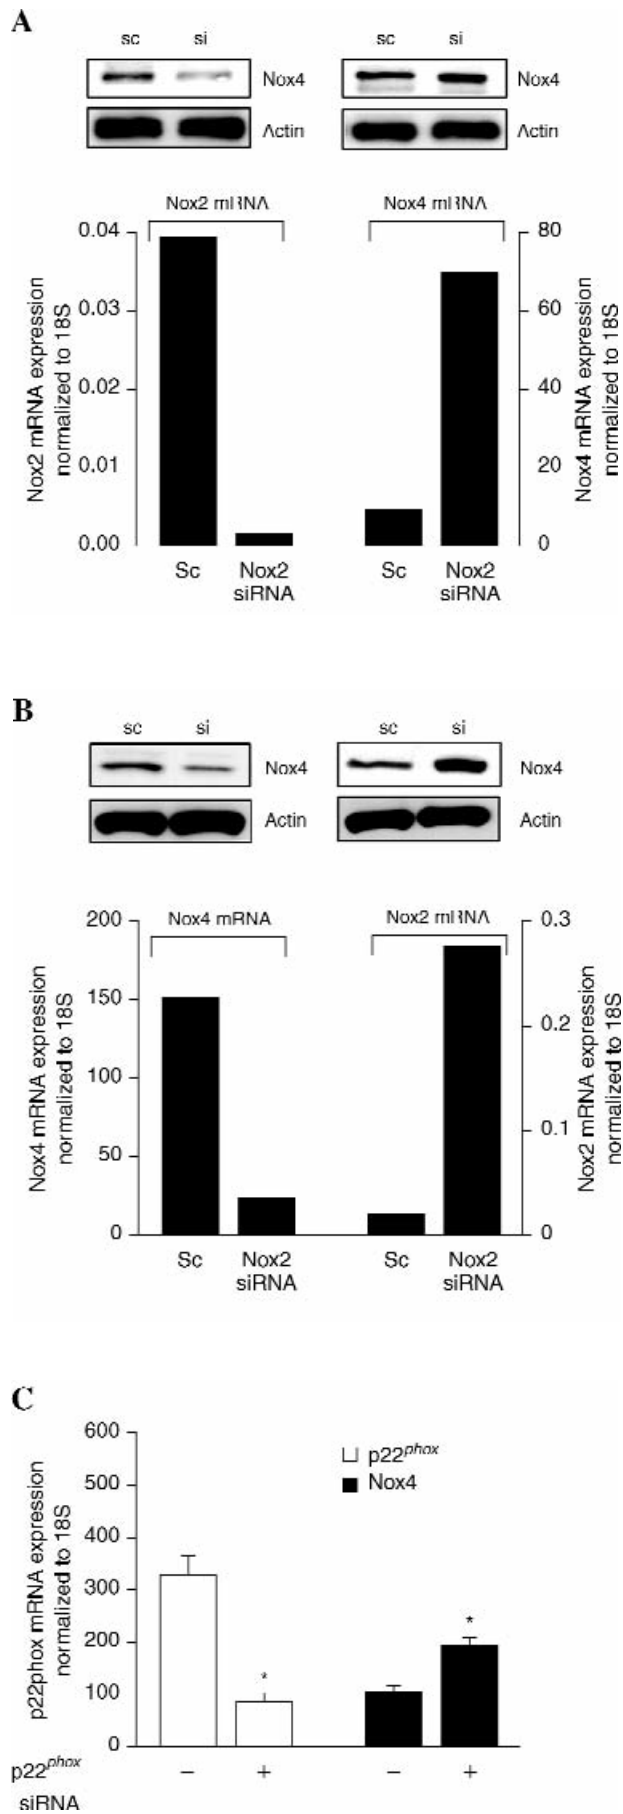 A
sc si
Nox4
Actin
sc si
Nox4
Actin
Nox2 mRNA
Nox4 mRNA
Nox2 mRNA expression
normalized to 18S
0.04
0.03
0.02
0.01
0.00
80
60
40
20
0
Nox4 mRNA expression
normalized to 18S
Sc Nox2
siRNA
Sc Nox2
siRNA
B
sc si
Nox4
Actin
sc si
Nox4
Actin
Nox4 mRNA
Nox2 mRNA
Nox4 mRNA expression
normalized to 18S
200
150
100
50
0
0.3
0.2
0.1
0
Nox2 mRNA expression
normalized to 18S
Sc Nox2
siRNA
Sc Nox2
siRNA
C
p22phox mRNA expression
normalized to 18S
600
500
400
300
200
100
0
p22phox
Nox4
*
*
p22phox − + − +
siRNA